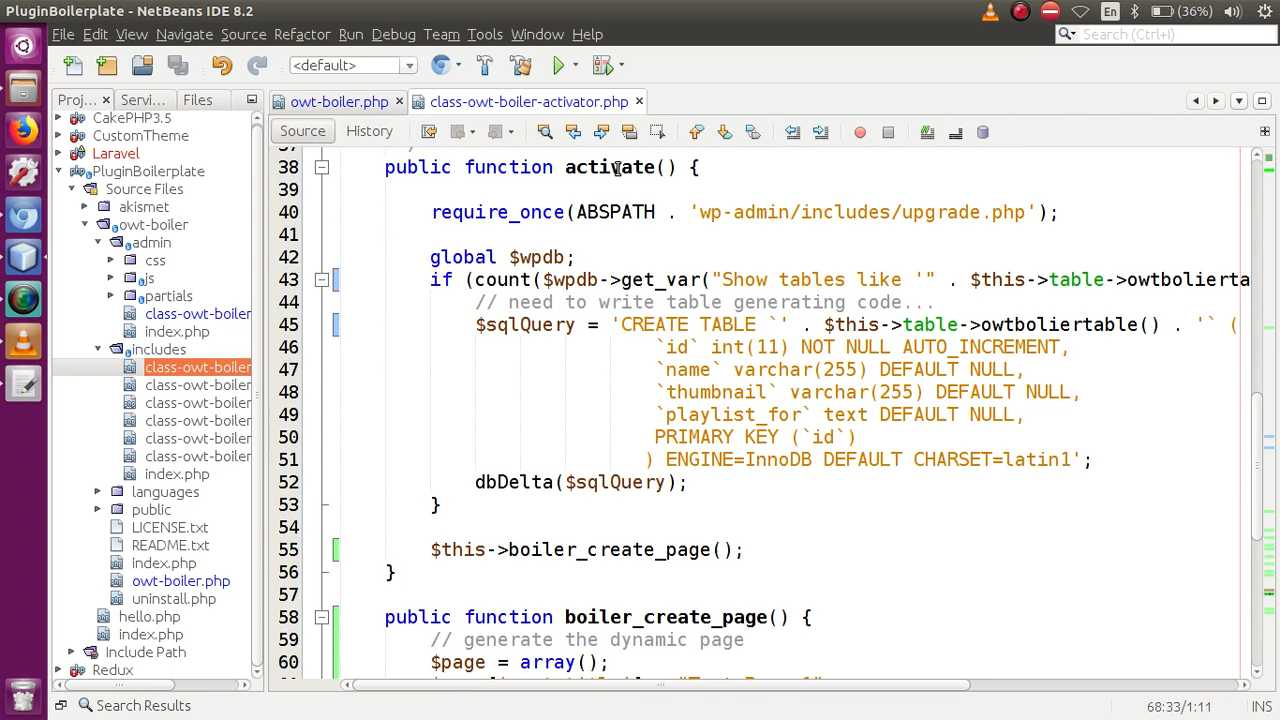 PluginBoilerplate - NetBeans IDE 8.2
En
(36%)
File Edit View Navigate Source Refactor Run Debug Team Tools Window Help
Search (Ctrl+I)
<default>
Proj... Servi... Files
owt-boiler.php class-owt-boiler-activator.php
Source History
CakePHP3.5
CustomTheme
Laravel
PluginBoilerplate
Source Files
akismet
owt-boiler
admin
css
js
partials
class-owt-boiler
index.php
includes
class-owt-boiler
class-owt-boiler
class-owt-boiler
class-owt-boiler
class-owt-boiler
class-owt-boiler
index.php
languages
public
LICENSE.txt
README.txt
index.php
owt-boiler.php
uninstall.php
hello.php
index.php
Include Path
Redux
38 public function activate() {
39
40 require_once(ABSPATH . 'wp-admin/includes/upgrade.php');
41
42 global $wpdb;
43 if (count($wpdb->get_var("Show tables like '" . $this->table->owtbolierta
44 // need to write table generating code...
45 $sqlQuery = 'CREATE TABLE `' . $this->table->owtboliertable() . '` (
46 `id` int(11) NOT NULL AUTO_INCREMENT,
47 `name` varchar(255) DEFAULT NULL,
48 `thumbnail` varchar(255) DEFAULT NULL,
49 `playlist_for` text DEFAULT NULL,
50 PRIMARY KEY (`id`)
51 ) ENGINE=InnoDB DEFAULT CHARSET=latin1';
52 dbDelta($sqlQuery);
53 }
54
55 $this->boiler_create_page();
56 }
57
58 public function boiler_create_page() {
59 // generate the dynamic page
60 $page = array();
Search Results
68:33/1:11 INS